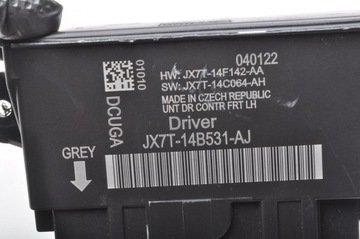 040122
HW: JX7T-14F142-AA
SW: JX7T-14C064-AH
MADE IN CZECH REPUBLIC
UNT DR CONTR FRT LH
01010
DCUGA
Driver
JX7T-14B531-AJ
GREY